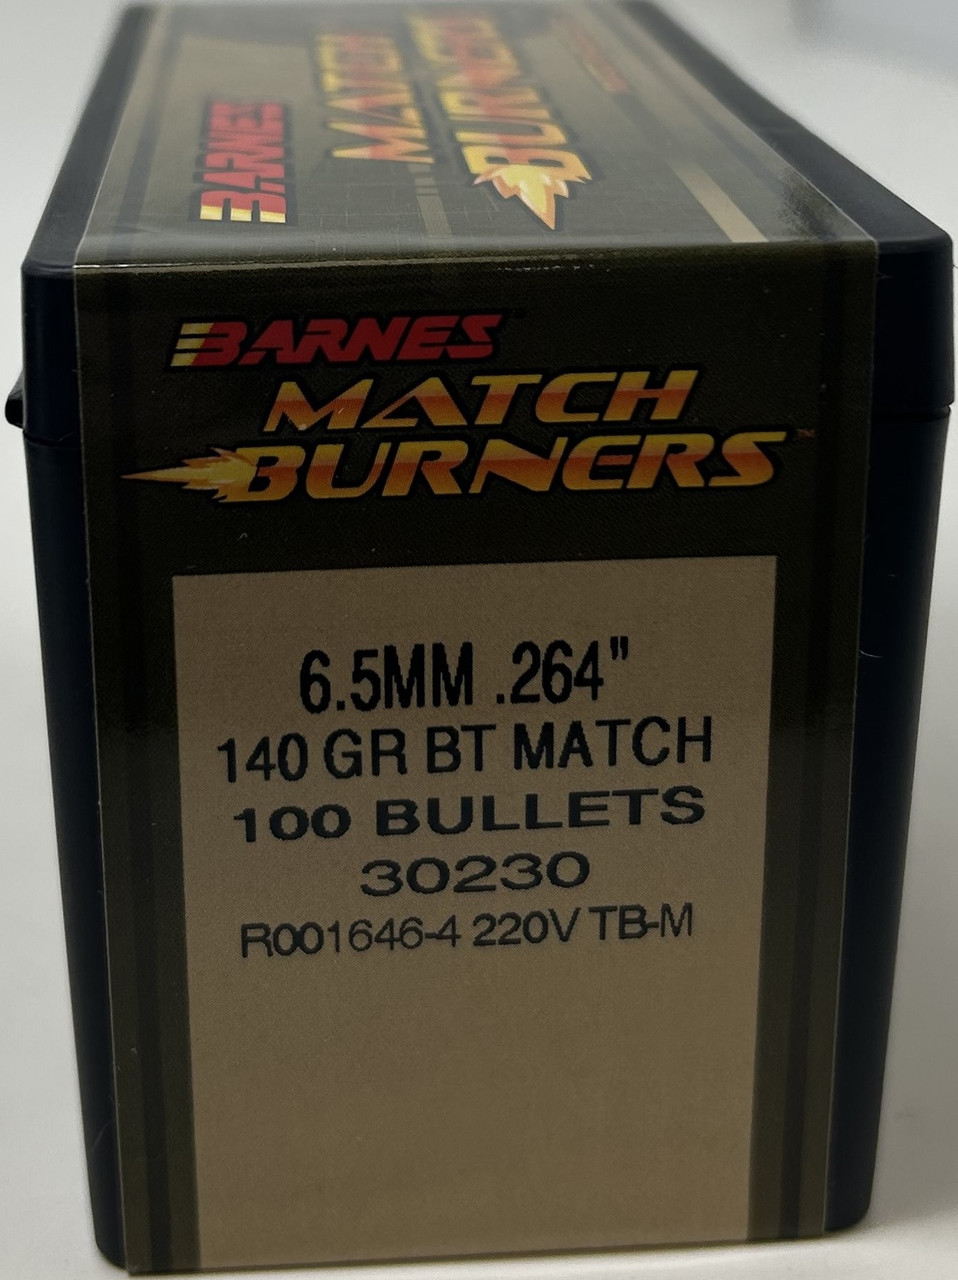 BARNES
MATCH
BURNERS
BARNES
MATCH
BURNERS™
6.5MM .264"
140 GR BT MATCH
100 BULLETS
30230
R001646-4 220V TB-M